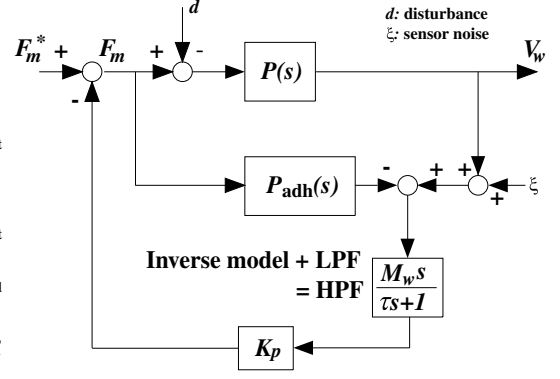 d
d: disturbance
ξ: sensor noise
F_m^* + F_m + - P(s) V_w
-
t
P_adh(s) - + + + ξ
t
Inverse model + LPF
= HPF
M_w s
τs+1
K_p